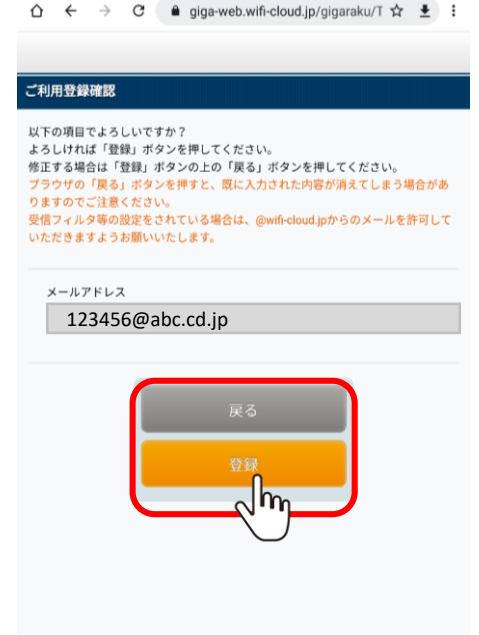 giga-web.wifi-cloud.jp/gigaraku/T
ご利用登録確認
以下の項目でよろしいですか？
よろしければ「登録」ボタンを押してください。
修正する場合は「登録」ボタンの上の「戻る」ボタンを押してください。
ブラウザの「戻る」ボタンを押すと、既に入力された内容が消えてしまう場合があ
りますのでご注意ください。
受信フィルタ等の設定をされている場合は、@wifi-cloud.jpからのメールを許可して
いただきますようお願いいたします。
メールアドレス
123456@abc.cd.jp
戻る
登録